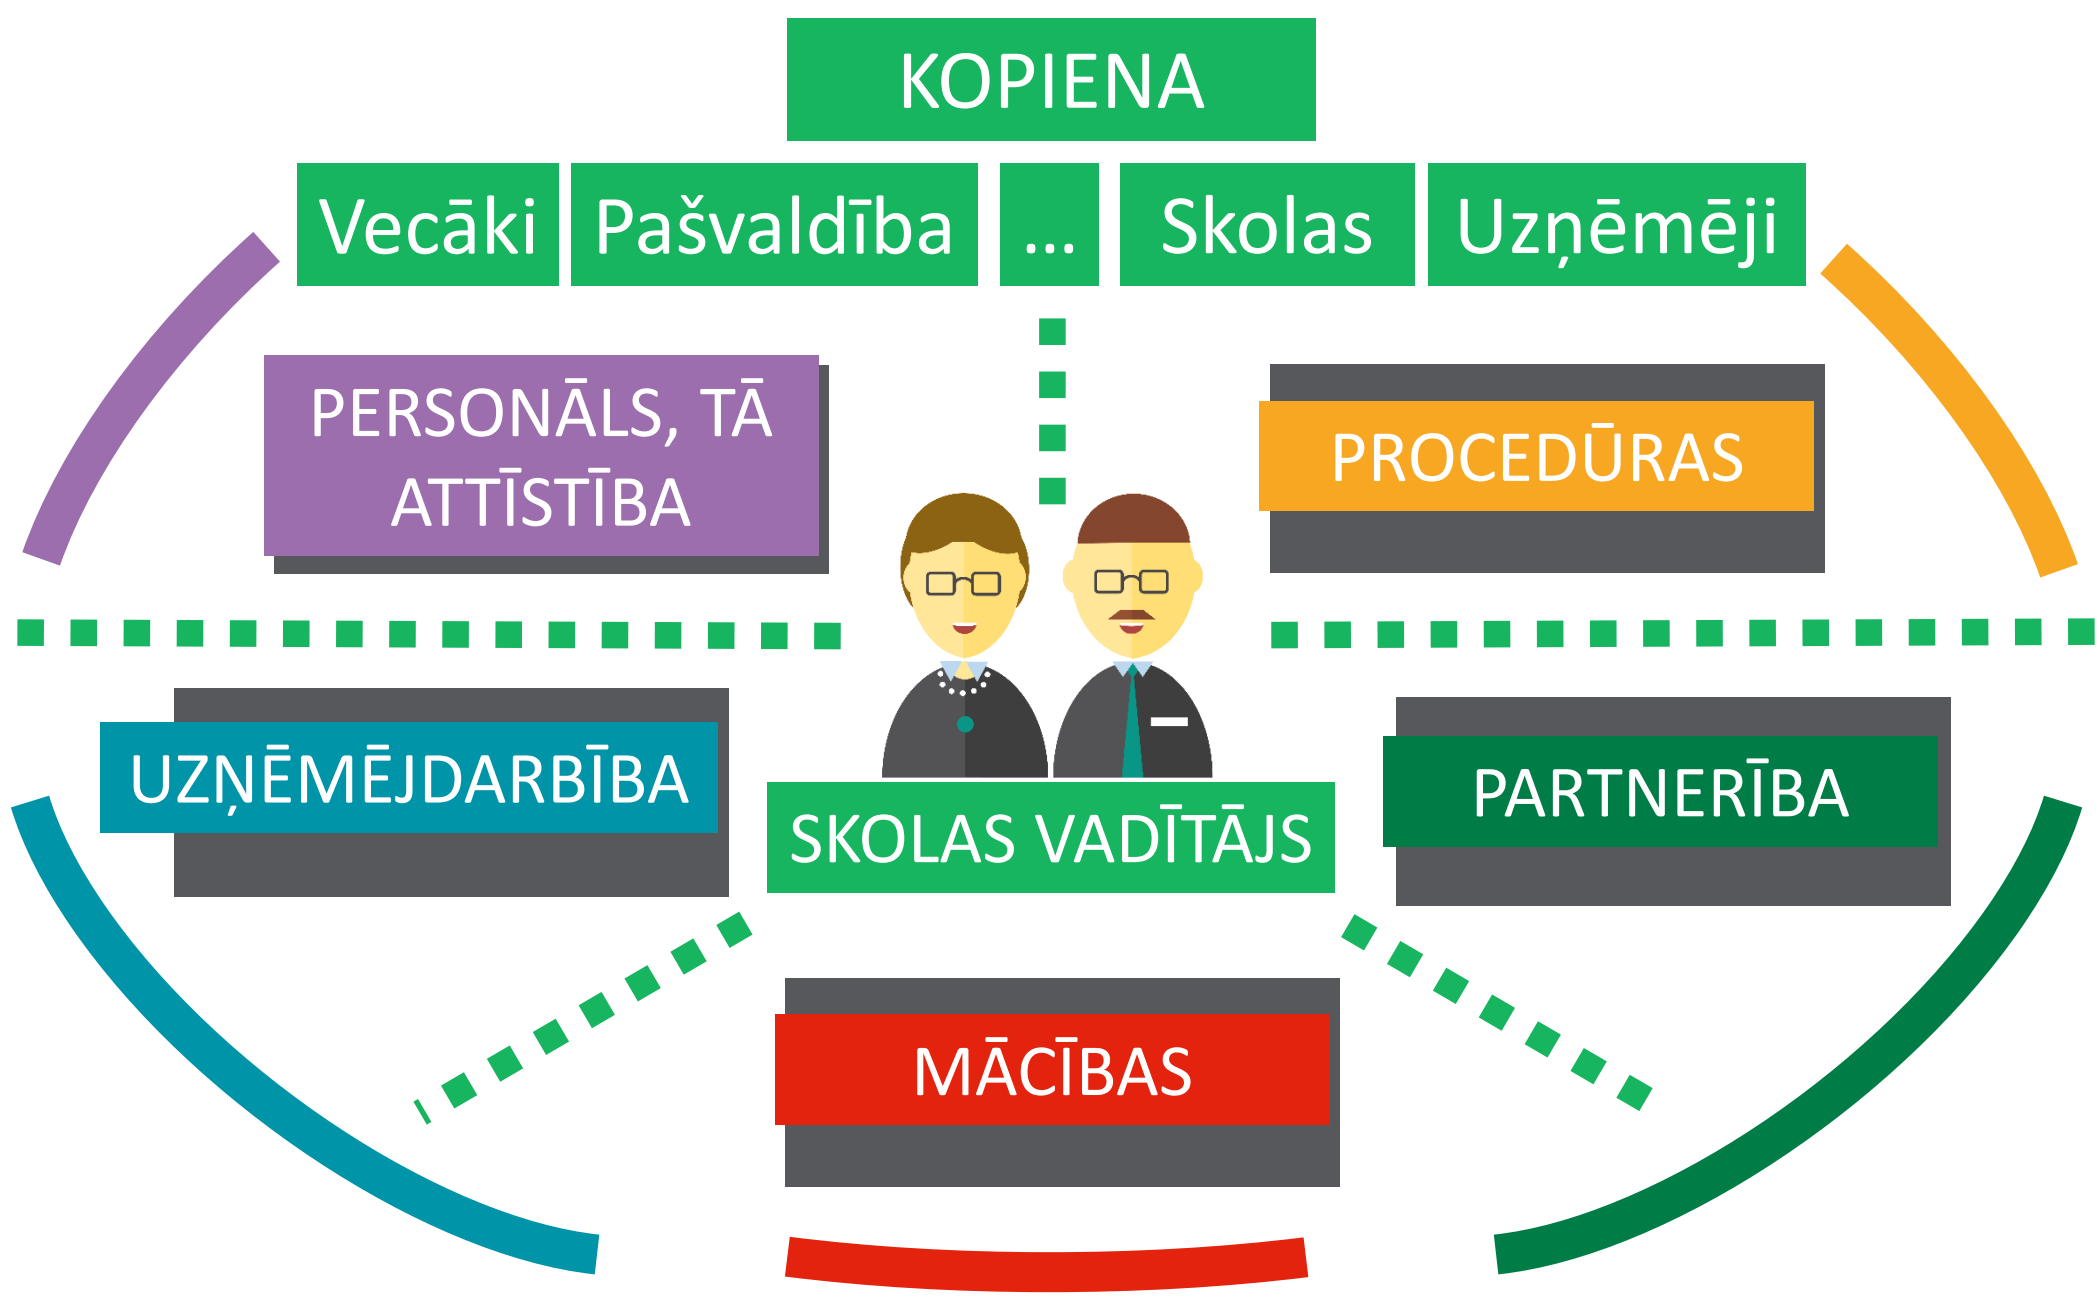 KOPIENA
Vecāki Pašvaldība ... Skolas Uzņēmēji
PERSONĀLS, TĀ
ATTĪSTĪBA
PROCEDŪRAS
UZŅĒMĒJDARBĪBA
PARTNERĪBA
SKOLAS VADĪTĀJS
MĀCĪBAS